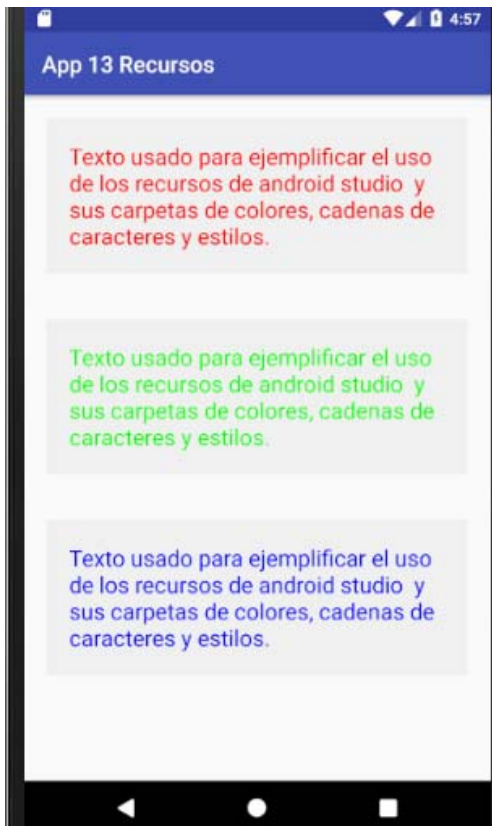 4:57
App 13 Recursos
Texto usado para ejemplificar el uso
de los recursos de android studio  y
sus carpetas de colores, cadenas de
caracteres y estilos.
Texto usado para ejemplificar el uso
de los recursos de android studio  y
sus carpetas de colores, cadenas de
caracteres y estilos.
Texto usado para ejemplificar el uso
de los recursos de android studio  y
sus carpetas de colores, cadenas de
caracteres y estilos.